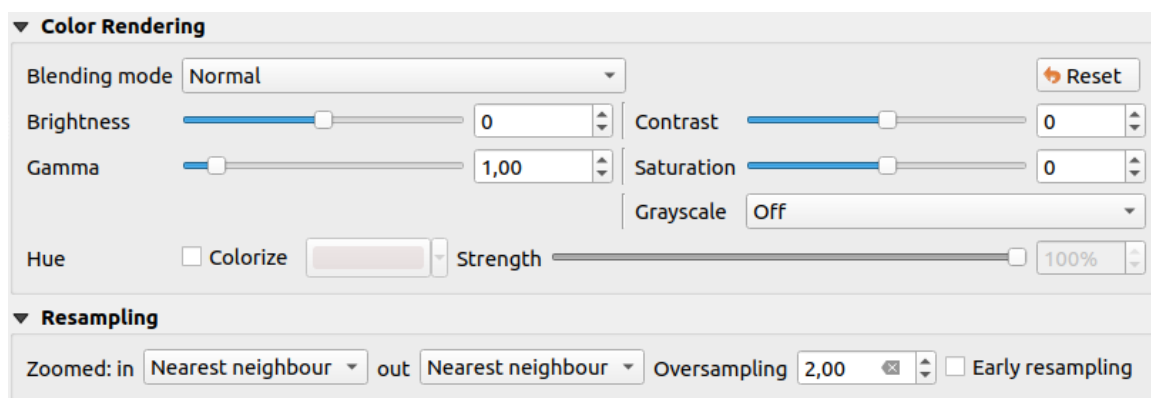 Color Rendering
Blending mode Normal Reset
Brightness 0 Contrast 0
Gamma 1,00 Saturation 0
Grayscale Off
Hue Colorize Strength 100%
Resampling
Zoomed: in Nearest neighbour out Nearest neighbour Oversampling 2,00 Early resampling